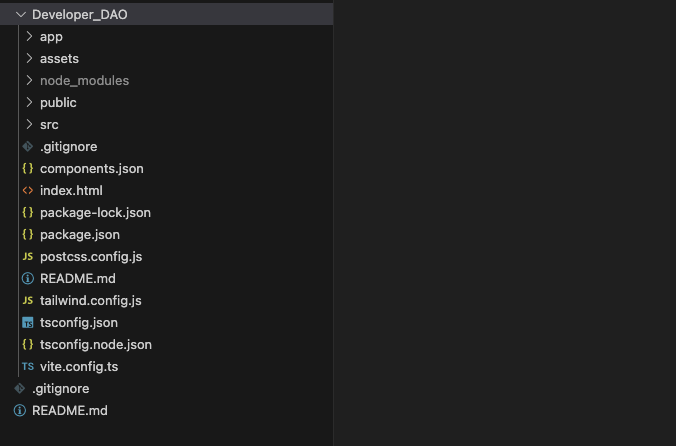 Developer_DAO
app
assets
node_modules
public
src
.gitignore
{} components.json
<> index.html
{} package-lock.json
{} package.json
JS postcss.config.js
README.md
JS tailwind.config.js
TS tsconfig.json
{} tsconfig.node.json
TS vite.config.ts
.gitignore
README.md